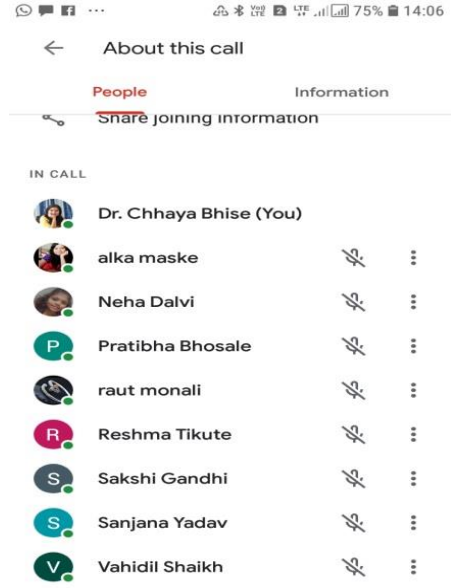 75% 14:06
About this call
People Information
Share joining information
IN CALL
Dr. Chhaya Bhise (You)
alka maske
Neha Dalvi
P Pratibha Bhosale
raut monali
R Reshma Tikute
S Sakshi Gandhi
S Sanjana Yadav
V Vahidil Shaikh